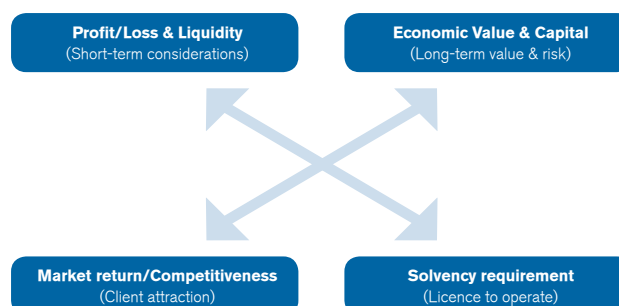 Profit/Loss & Liquidity
(Short-term considerations)
Economic Value & Capital
(Long-term value & risk)
Market return/Competitiveness
(Client attraction)
Solvency requirement
(Licence to operate)